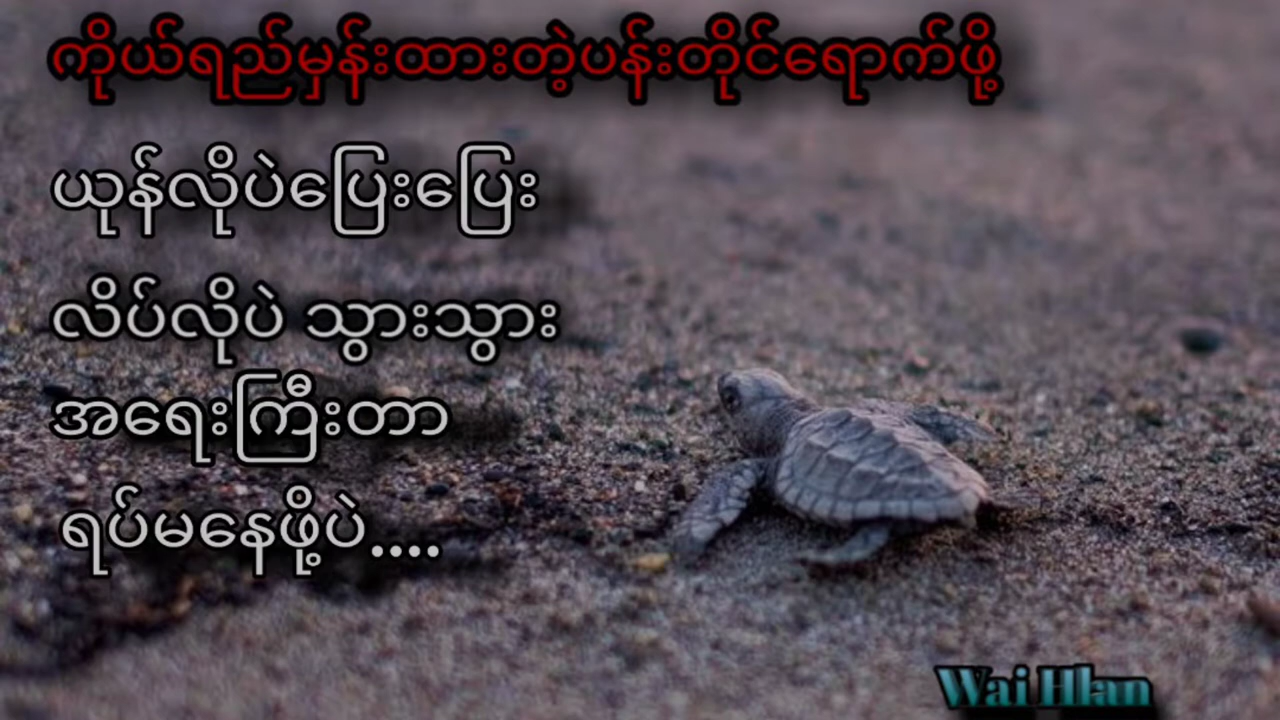 ကိုယ်ရည်မှန်းထားတဲ့ပန်းတိုင်ရောက်ဖို့
ယုန်လိုပဲပြေးပြေး
လိပ်လိုပဲ သွားသွား
အရေးကြီးတာ
ရပ်မနေဖို့ပဲ....
Wai Hlan